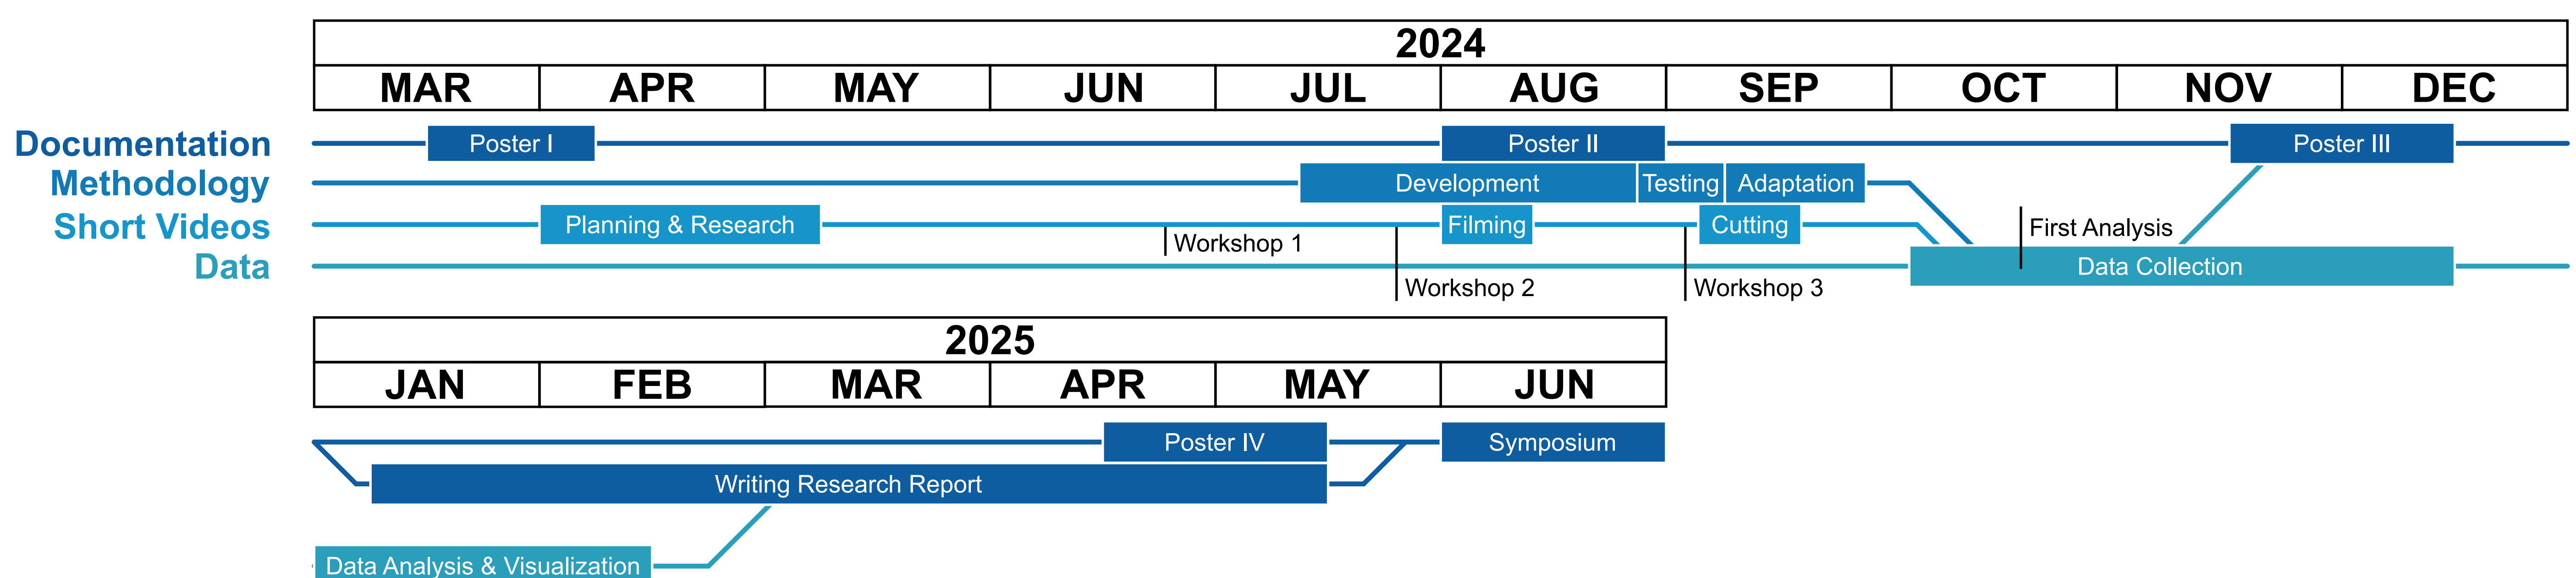 2024
MAR APR MAY JUN JUL AUG SEP OCT NOV DEC
Documentation Poster I Poster II Poster III
Methodology Development Testing Adaptation
Short Videos Planning & Research Filming Cutting First Analysis
Workshop 1
Data Data Collection
Workshop 2 Workshop 3
2025
JAN FEB MAR APR MAY JUN
Poster IV Symposium
Writing Research Report
Data Analysis & Visualization